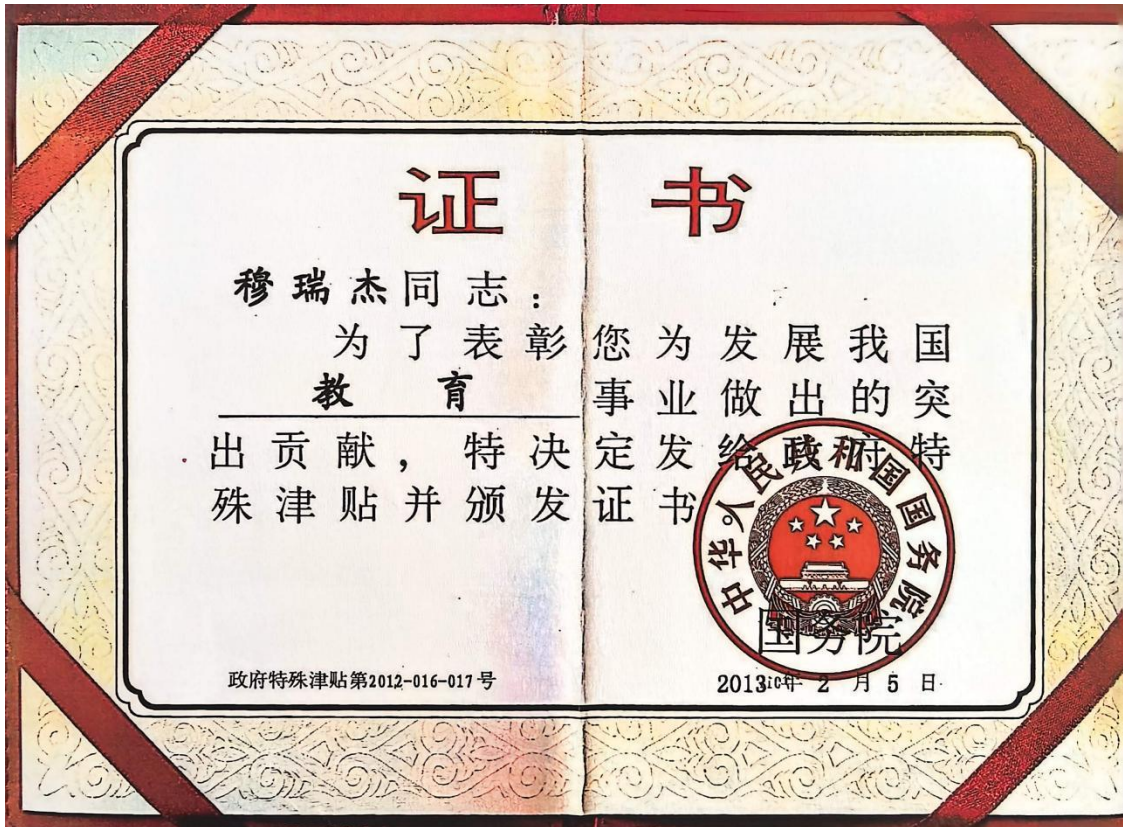 证书
穆瑞杰同志：
为了表彰您为发展我国
教育事业做出的突
出贡献，特决定发给政府特
殊津贴并颁发证书。
中华人民共和国国务院
国务院
政府特殊津贴第2012-016-017号
2013年2月5日